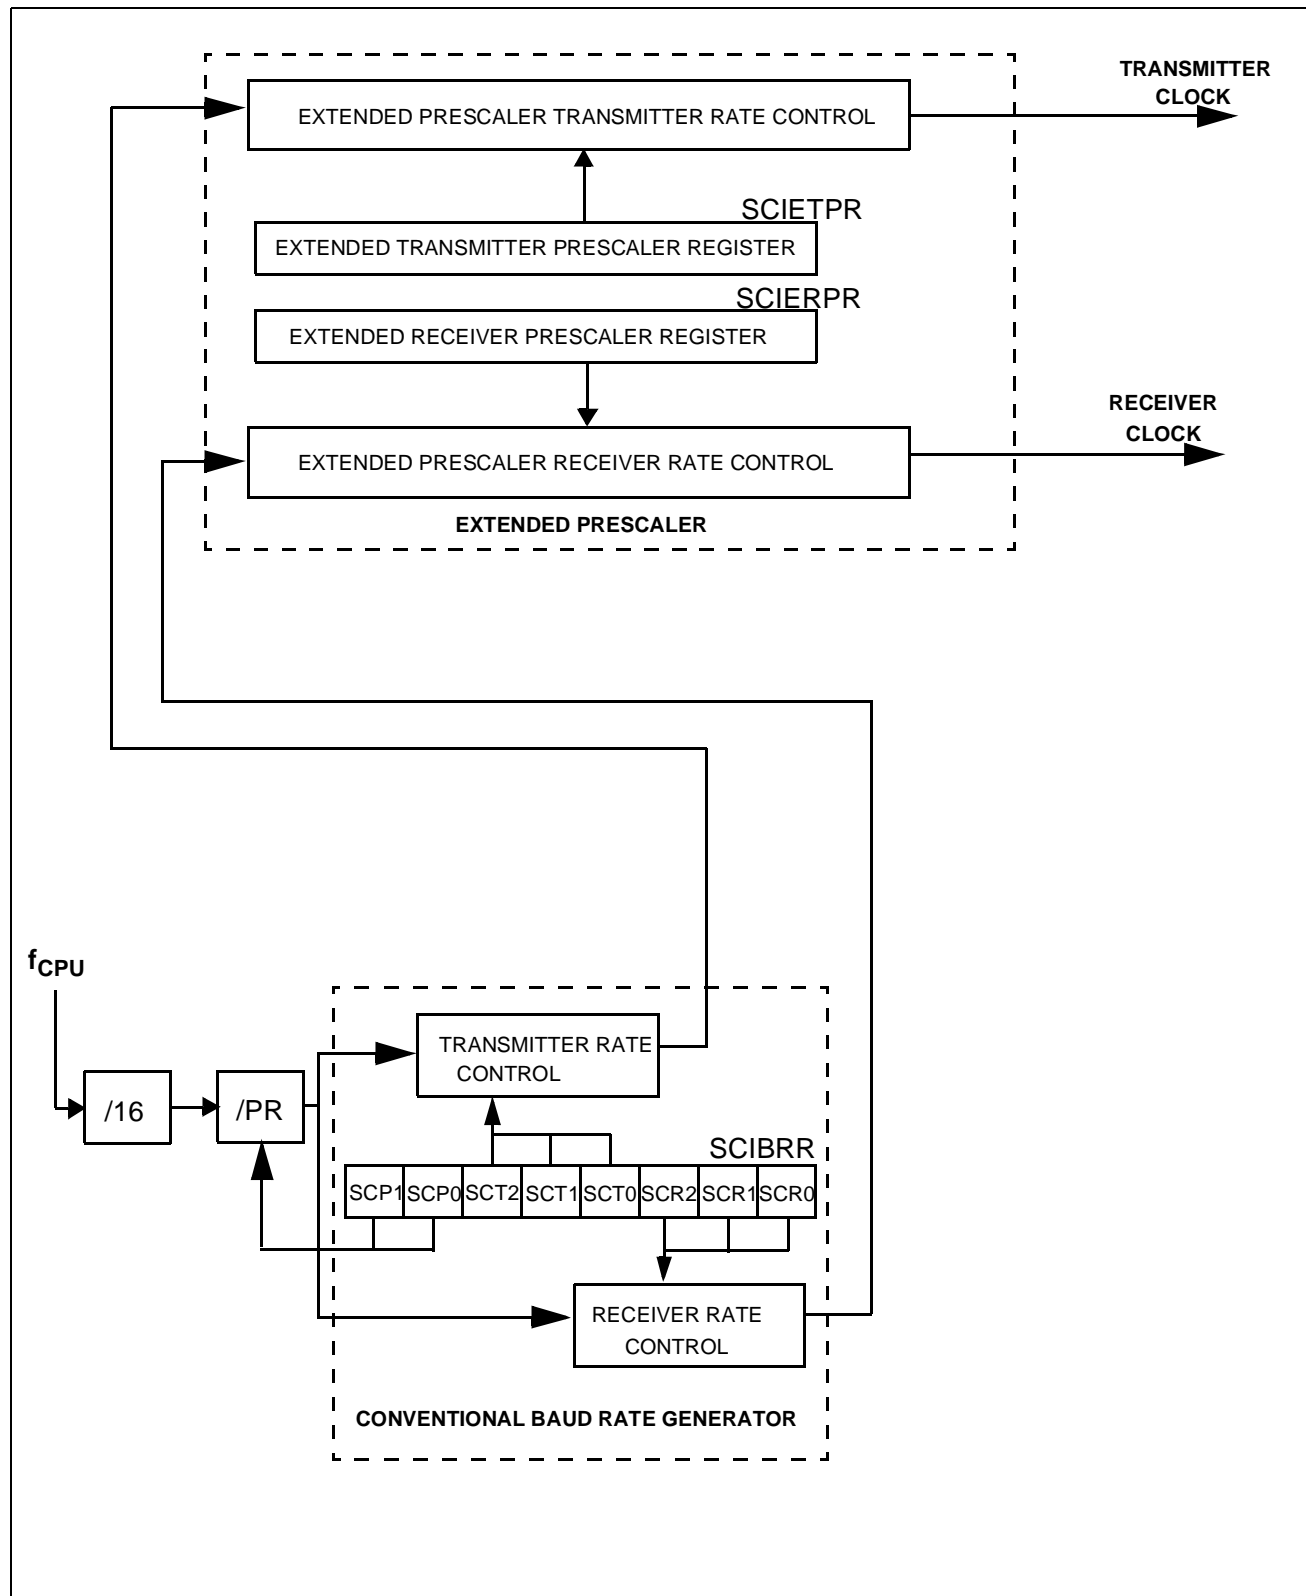 TRANSMITTER
CLOCK
EXTENDED PRESCALER TRANSMITTER RATE CONTROL
SCIETPR
EXTENDED TRANSMITTER PRESCALER REGISTER
SCIERPR
EXTENDED RECEIVER PRESCALER REGISTER
RECEIVER
CLOCK
EXTENDED PRESCALER RECEIVER RATE CONTROL
EXTENDED PRESCALER
fCPU
TRANSMITTER RATE
CONTROL
/16
/PR
SCIBRR
SCP1 SCP0 SCT2 SCT1 SCT0 SCR2 SCR1 SCR0
RECEIVER RATE
CONTROL
CONVENTIONAL BAUD RATE GENERATOR